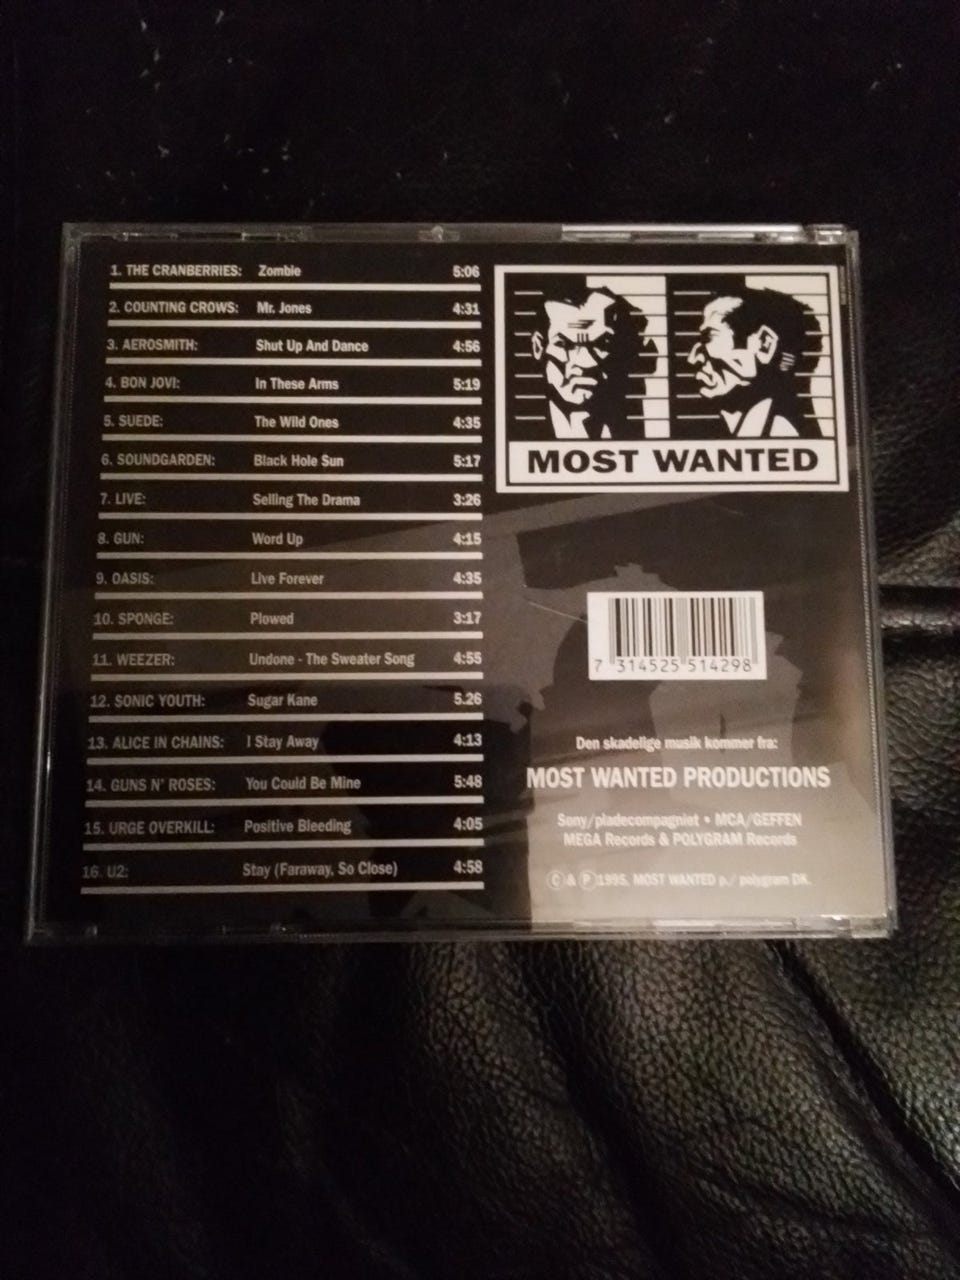 1. THE CRANBERRIES: Zombie 5:06
2. COUNTING CROWS: Mr. Jones 4:31
3. AEROSMITH: Shut Up And Dance 4:56
4. BON JOVI: In These Arms 5:19
5. SUEDE: The Wild Ones 4:35
6. SOUNDGARDEN: Black Hole Sun 5:17
7. LIVE: Selling The Drama 3:26
8. GUN: Word Up 4:15
9. OASIS: Live Forever 4:35
10. SPONGE: Plowed 3:17
11. WEEZER: Undone - The Sweater Song 4:55
12. SONIC YOUTH: Sugar Kane 5.26
13. ALICE IN CHAINS: I Stay Away 4:13
14. GUNS N' ROSES: You Could Be Mine 5:48
15. URGE OVERKILL: Positive Bleeding 4:05
16. U2: Stay (Faraway, So Close) 4:58
MOST WANTED
7 314525 514298
Den skadelige musik kommer fra:
MOST WANTED PRODUCTIONS
Sony/pladecompagniet • MCA/GEFFEN
MEGA Records & POLYGRAM Records
© & ℗ 1995, MOST WANTED p./ polygram DK.